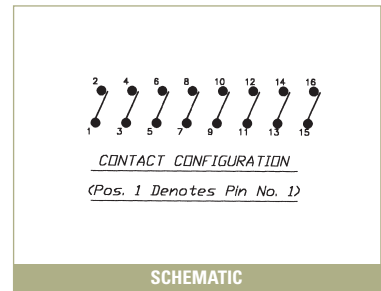 2 4 6 8 10 12 14 16
1 3 5 7 9 11 13 15
CONTACT CONFIGURATION
(Pos. 1 Denotes Pin No. 1)
SCHEMATIC